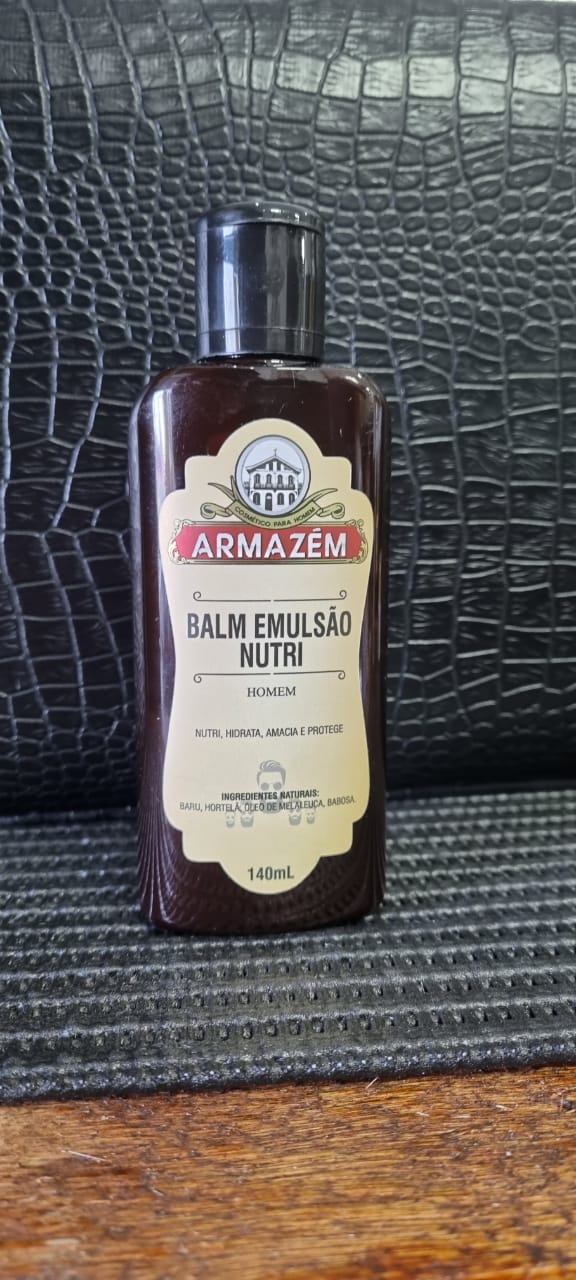 COSMÉTICO PARA HOMEM
ARMAZÉM
BALM EMULSÃO
NUTRI
HOMEM
NUTRI, HIDRATA, AMACIA E PROTEGE
INGREDIENTES NATURAIS:
BARU, HORTELÃ, ÓLEO DE MELALEUCA, BABOSA.
140mL